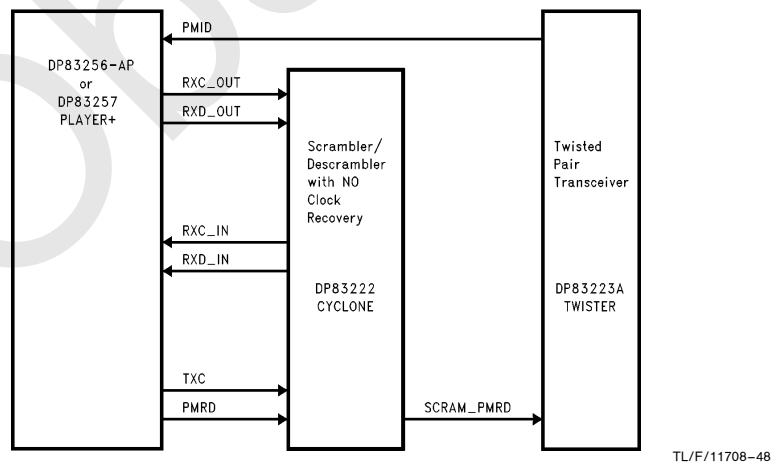 PMID
DP83256-AP
or
DP83257
PLAYER+
RXC_OUT
RXD_OUT
Scrambler/
Descrambler
with NO
Clock
Recovery
Twisted
Pair
Transceiver
RXC_IN
RXD_IN
DP83222
CYCLONE
DP83223A
TWISTER
TXC
PMRD
SCRAM_PMRD
TL/F/11708–48